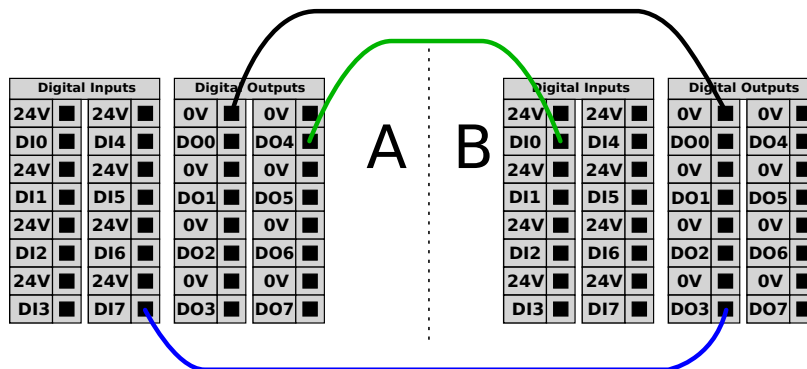 Digital Inputs Digital Outputs Digital Inputs Digital Outputs
24V 24V 0V 0V 24V 24V 0V 0V
DI0 DI4 DO0 DO4 A B DI0 DI4 DO0 DO4
24V 24V 0V 0V 24V 24V 0V 0V
DI1 DI5 DO1 DO5 DI1 DI5 DO1 DO5
24V 24V 0V 0V 24V 24V 0V 0V
DI2 DI6 DO2 DO6 DI2 DI6 DO2 DO6
24V 24V 0V 0V 24V 24V 0V 0V
DI3 DI7 DO3 DO7 DI3 DI7 DO3 DO7